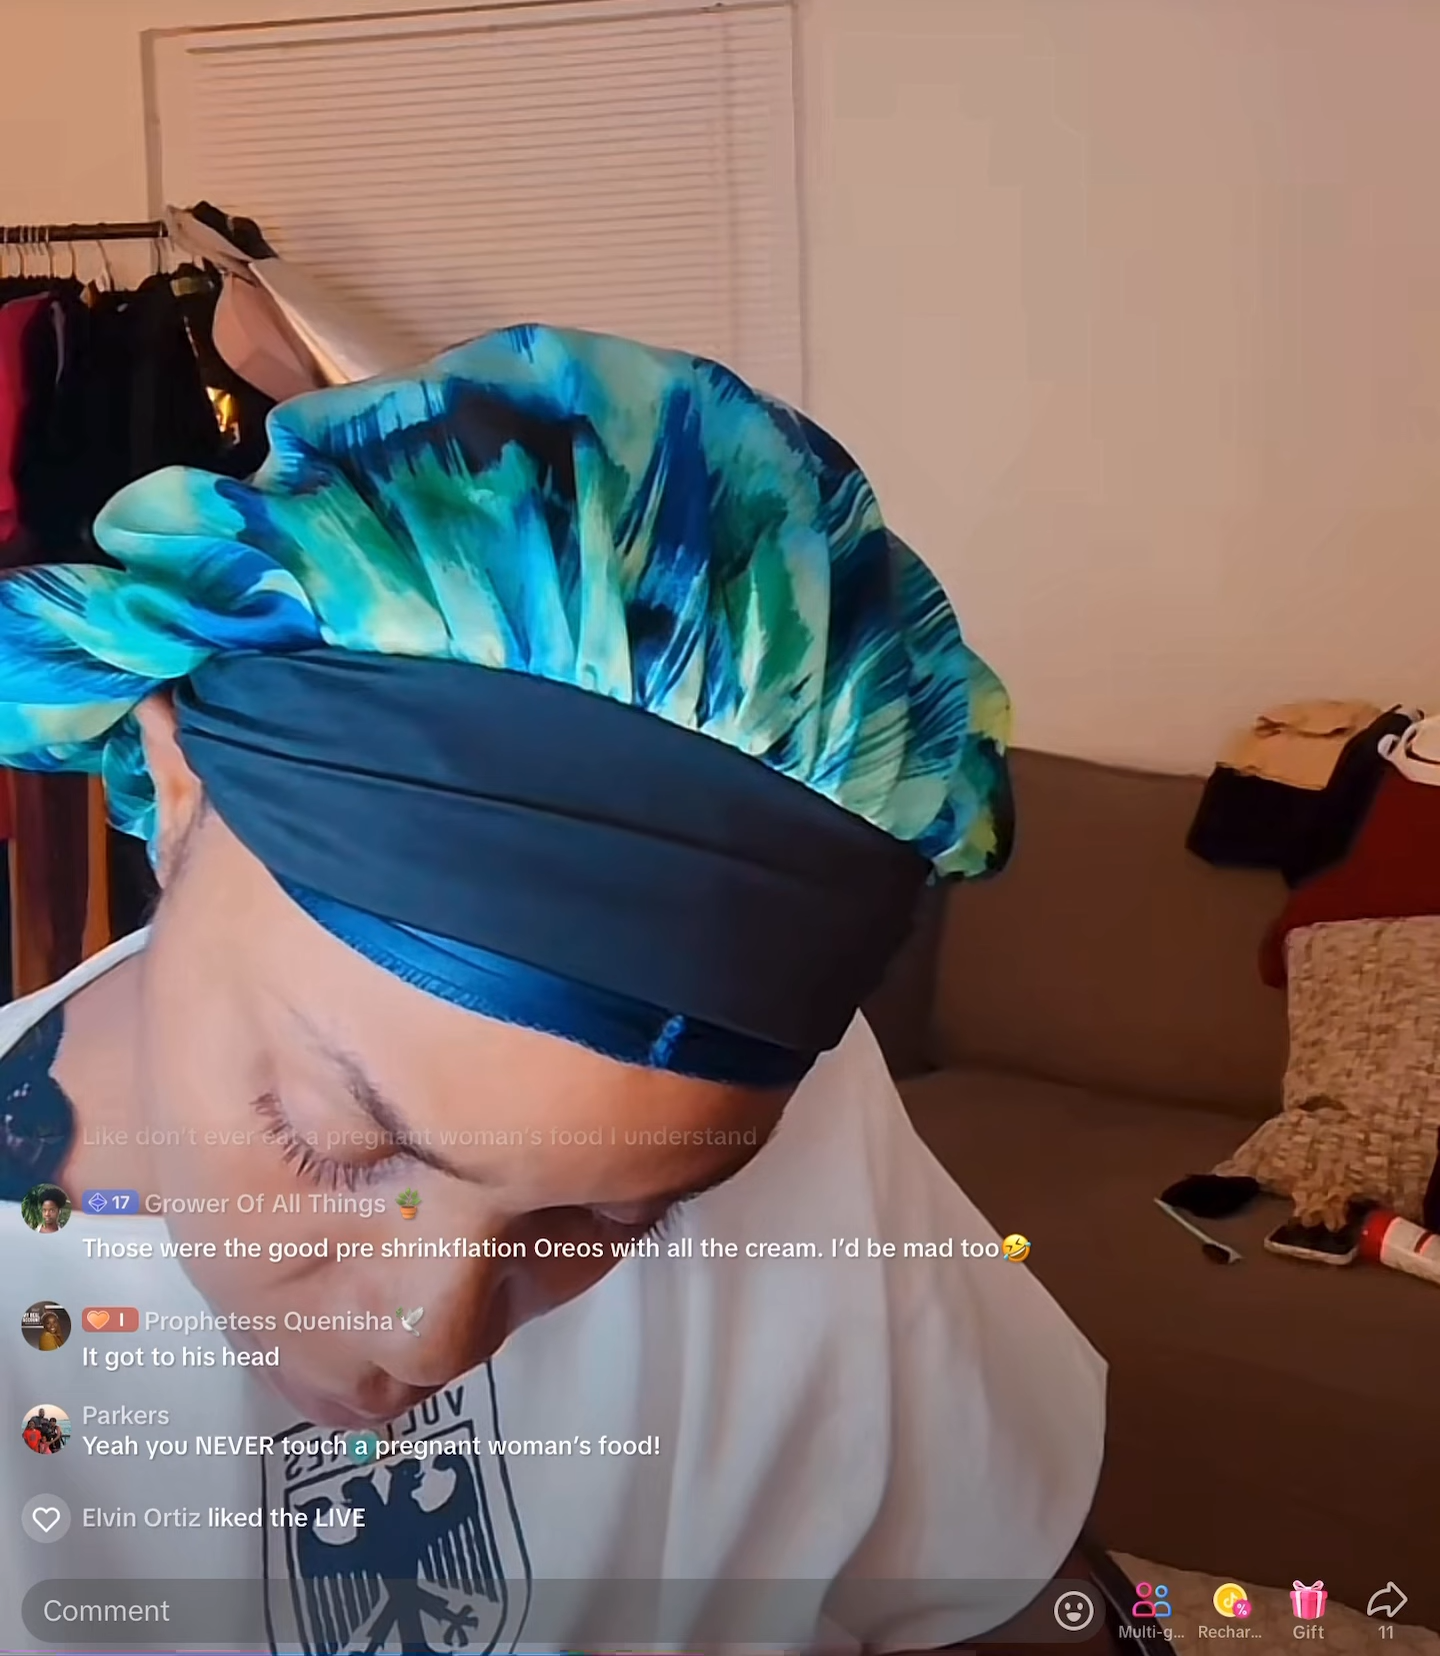 Like don't ever eat a pregnant woman's food I understand
17 Grower Of All Things 🪴
Those were the good pre shrinkflation Oreos with all the cream. I'd be mad too🤣
I Prophetess Quenisha🕊️
It got to his head
Parkers
Yeah you NEVER touch a pregnant woman's food!
Elvin Ortiz liked the LIVE
Comment
Multi-g...
Rechar...
Gift
11